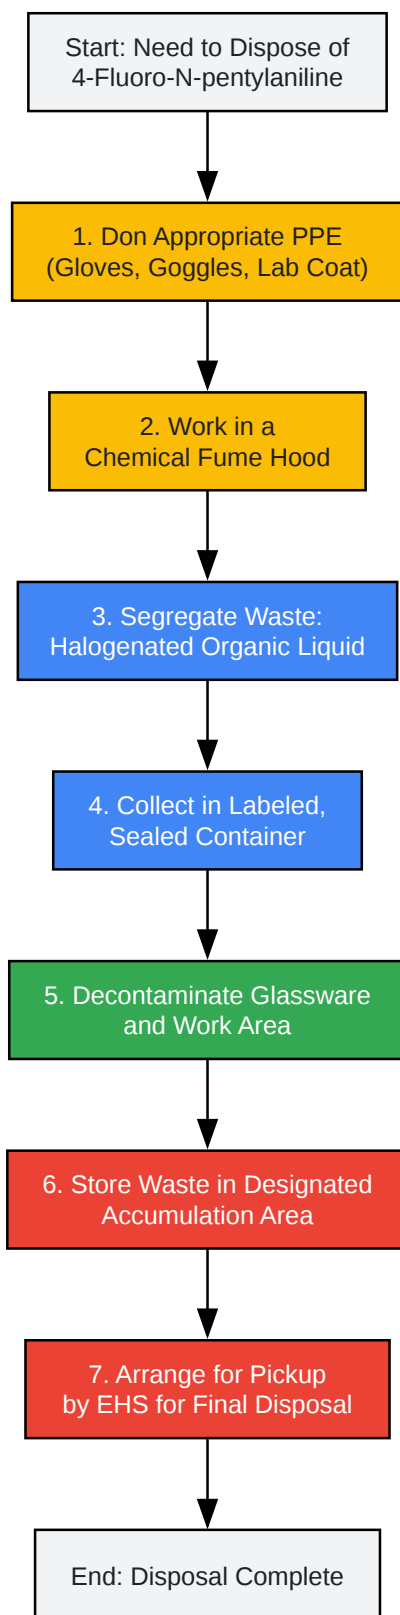 Start: Need to Dispose of
4-Fluoro-N-pentylaniline
1. Don Appropriate PPE
(Gloves, Goggles, Lab Coat)
2. Work in a
Chemical Fume Hood
3. Segregate Waste:
Halogenated Organic Liquid
4. Collect in Labeled,
Sealed Container
5. Decontaminate Glassware
and Work Area
6. Store Waste in Designated
Accumulation Area
7. Arrange for Pickup
by EHS for Final Disposal
End: Disposal Complete